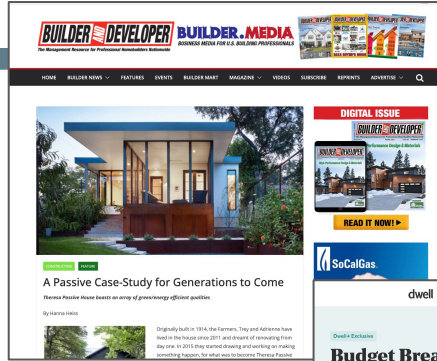 BUILDER AND DEVELOPER
The Management Resource for Professional Homebuilders Nationwide
BUILDER.MEDIA
BUSINESS MEDIA FOR U.S. BUILDING PROFESSIONALS
HOME BUILDER NEWS FEATURES EVENTS BUILDER MART MAGAZINE VIDEOS SUBSCRIBE REPRINTS ADVERTISE
DIGITAL ISSUE
BUILDER AND DEVELOPER
READ IT NOW!
SoCalGas
CONSTRUCTION FEATURE
A Passive Case-Study for Generations to Come
Theresa Passive House boasts an array of green/energy efficient qualities
By Hanna Heiss
Originally built in 1914, the Farmers, Trey and Adrienne have
lived in the house since 2011 and dreamt of renovating from
day one. In 2015 they started drawing and working on making
something happen, for what was to become Theresa Passive
dwell
Dwell+ Exclusive
Budget Brea